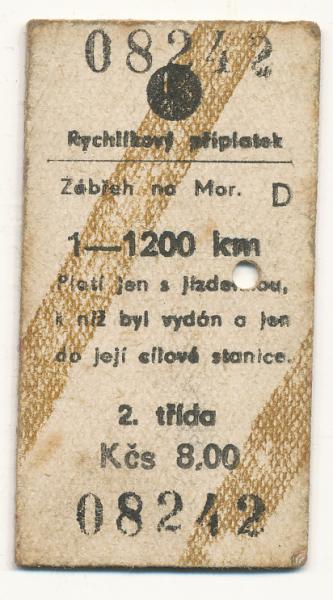 08242
Rychlíkový příplatek
Zábřeh na Mor. D
1—1200 km
Platí jen s jízdenkou,
k níž byl vydán a jen
do její cílové stanice.
2. třída
Kčs 8,00
08242